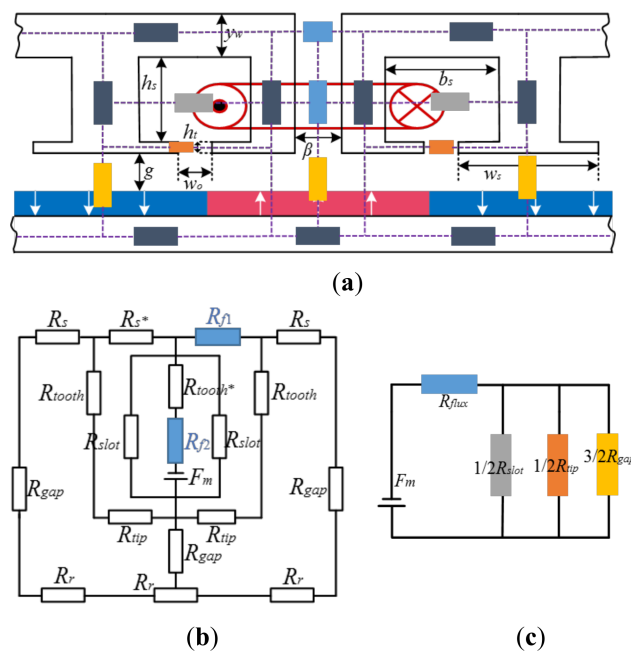 y_w
h_s
b_s
h_t
β
g
w_o
w_s
(a)
R_s R_s* R_f1 R_s
R_tooth R_tooth* R_tooth
R_slot R_f2 R_slot
F_m
R_gap R_gap
R_tip R_tip
R_gap
R_r R_r R_r
(b)
R_flux
F_m 1/2R_slot 1/2R_tip 3/2R_gap
(c)